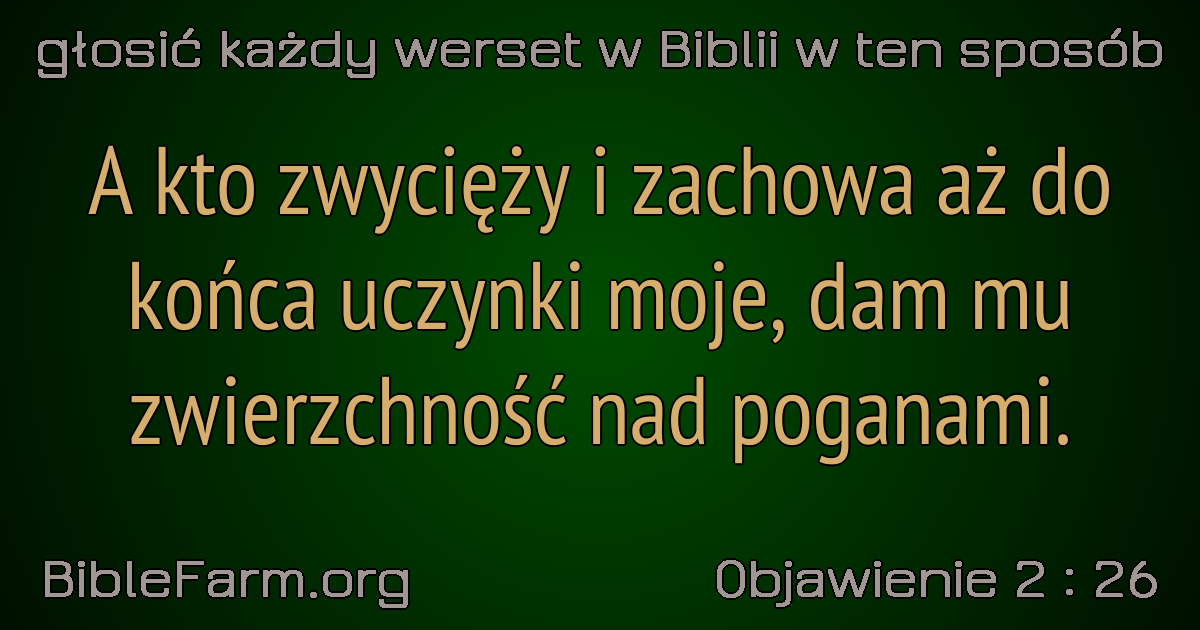 głosić każdy werset w Biblii w ten sposób
A kto zwycięży i zachowa aż do
końca uczynki moje, dam mu
zwierzchność nad poganami.
BibleFarm.org
Objawienie 2 : 26